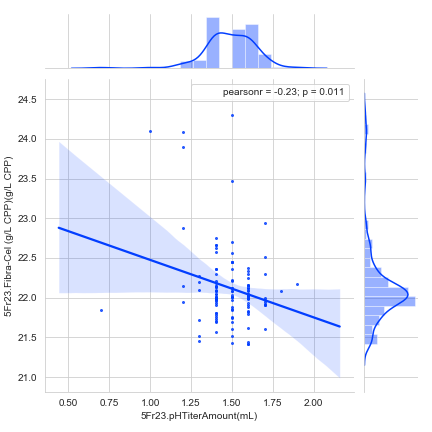 pearsonr = -0.23; p = 0.011
24.5
24.0
23.5
23.0
22.5
22.0
21.5
21.0
5Fr23.Fibra-Cel (g/L CPP)(g/L CPP)
0.50 0.75 1.00 1.25 1.50 1.75 2.00
5Fr23.pHTiterAmount(mL)